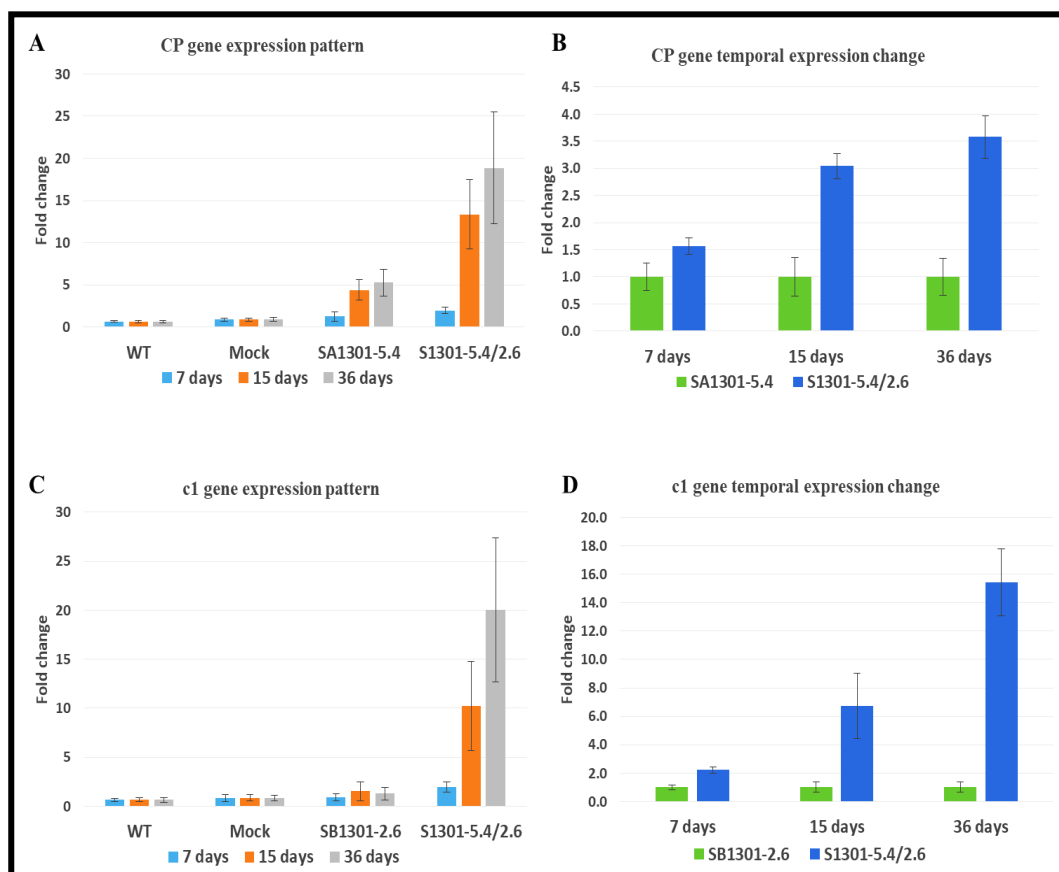 A
CP gene expression pattern
30
25
20
15
10
5
0
Fold change
WT Mock SA1301-5.4 S1301-5.4/2.6
7 days 15 days 36 days
B
CP gene temporal expression change
4.5
4.0
3.5
3.0
2.5
2.0
1.5
1.0
0.5
0.0
Fold change
7 days 15 days 36 days
SA1301-5.4 S1301-5.4/2.6
C
c1 gene expression pattern
30
25
20
15
10
5
0
Fold change
WT Mock SB1301-2.6 S1301-5.4/2.6
7 days 15 days 36 days
D
c1 gene temporal expression change
20.0
18.0
16.0
14.0
12.0
10.0
8.0
6.0
4.0
2.0
0.0
Fold change
7 days 15 days 36 days
SB1301-2.6 S1301-5.4/2.6